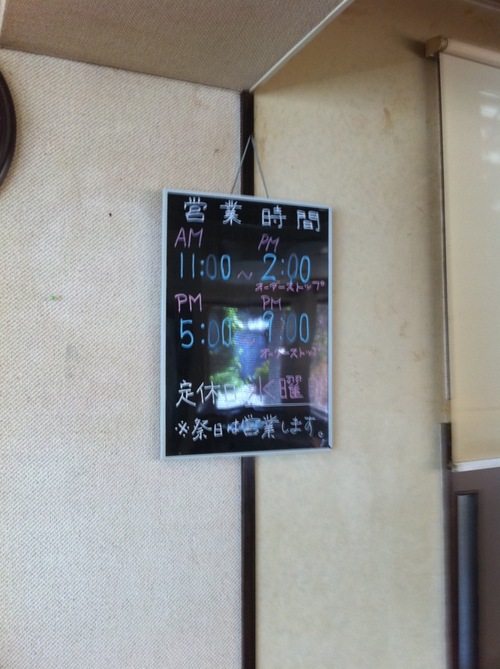 営業時間
AM PM
11:00 ~ 2:00
オーダーストップ
PM PM
5:00 ~ 9:00
オーダーストップ
定休日 水曜日
※祭日は営業します。